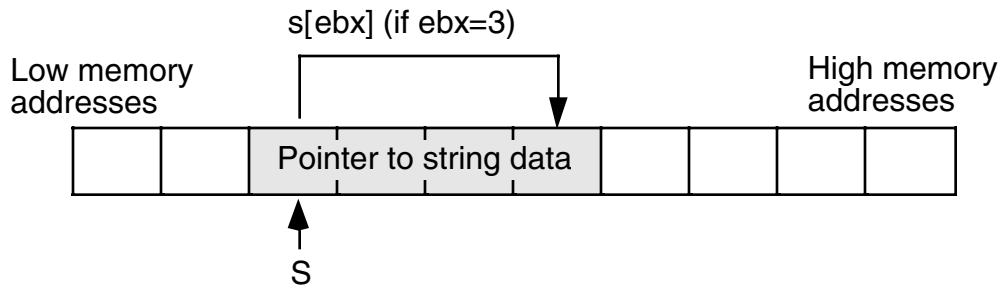 s[ebx] (if ebx=3)
Low memory
addresses
High memory
addresses
Pointer to string data
S